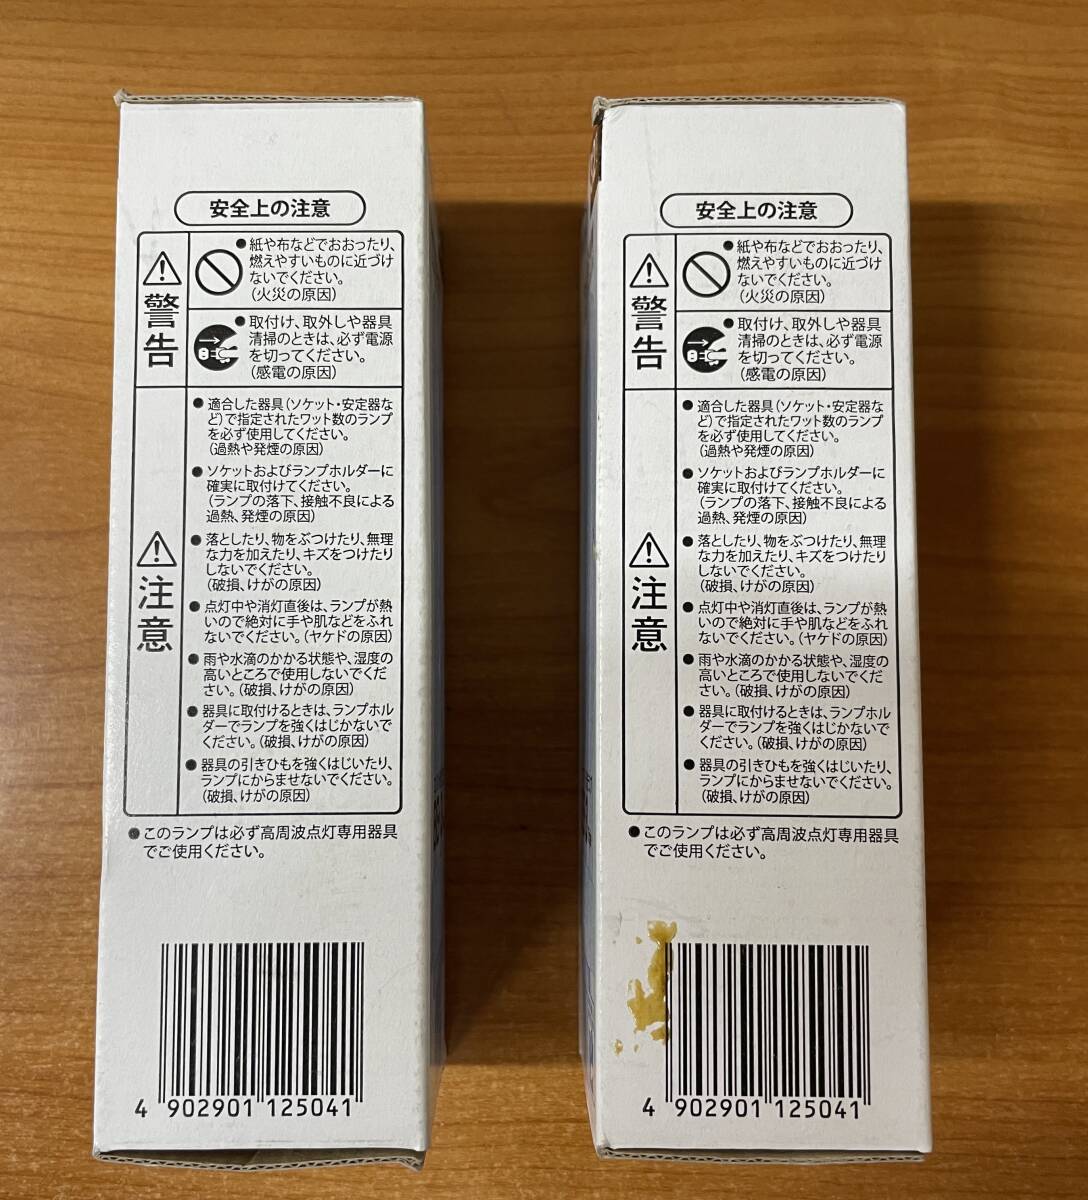 安全上の注意
警告
●紙や布などでおおったり、
燃えやすいものに近づけ
ないでください。
(火災の原因)
●取付け、取外しや器具
清掃のときは、必ず電源
を切ってください。
(感電の原因)
注意
●適合した器具(ソケット・安定器な
ど)で指定されたワット数のランプ
を必ず使用してください。
(過熱や発煙の原因)
●ソケットおよびランプホルダーに
確実に取付けてください。
(ランプの落下、接触不良による
過熱、発煙の原因)
●落としたり、物をぶつけたり、無理
な力を加えたり、キズをつけたり
しないでください。
(破損、けがの原因)
●点灯中や消灯直後は、ランプが熱
いので絶対に手や肌などをふれ
ないでください。(ヤケドの原因)
●雨や水滴のかかる状態や、湿度の
高いところで使用しないでくだ
さい。(破損、けがの原因)
●器具に取付けるときは、ランプホル
ダーでランプを強くはじかないで
ください。(破損、けがの原因)
●器具の引きひもを強くはじいたり、
ランプにからませないでください。
(破損、けがの原因)
●このランプは必ず高周波点灯専用器具
でご使用ください。
4 902901 125041
安全上の注意
警告
●紙や布などでおおったり、
燃えやすいものに近づけ
ないでください。
(火災の原因)
●取付け、取外しや器具
清掃のときは、必ず電源
を切ってください。
(感電の原因)
注意
●適合した器具(ソケット・安定器な
ど)で指定されたワット数のランプ
を必ず使用してください。
(過熱や発煙の原因)
●ソケットおよびランプホルダーに
確実に取付けてください。
(ランプの落下、接触不良による
過熱、発煙の原因)
●落としたり、物をぶつけたり、無理
な力を加えたり、キズをつけたり
しないでください。
(破損、けがの原因)
●点灯中や消灯直後は、ランプが熱
いので絶対に手や肌などをふれ
ないでください。(ヤケドの原因)
●雨や水滴のかかる状態や、湿度の
高いところで使用しないでくだ
さい。(破損、けがの原因)
●器具に取付けるときは、ランプホル
ダーでランプを強くはじかないで
ください。(破損、けがの原因)
●器具の引きひもを強くはじいたり、
ランプにからませないでください。
(破損、けがの原因)
●このランプは必ず高周波点灯専用器具
でご使用ください。
4 902901 125041